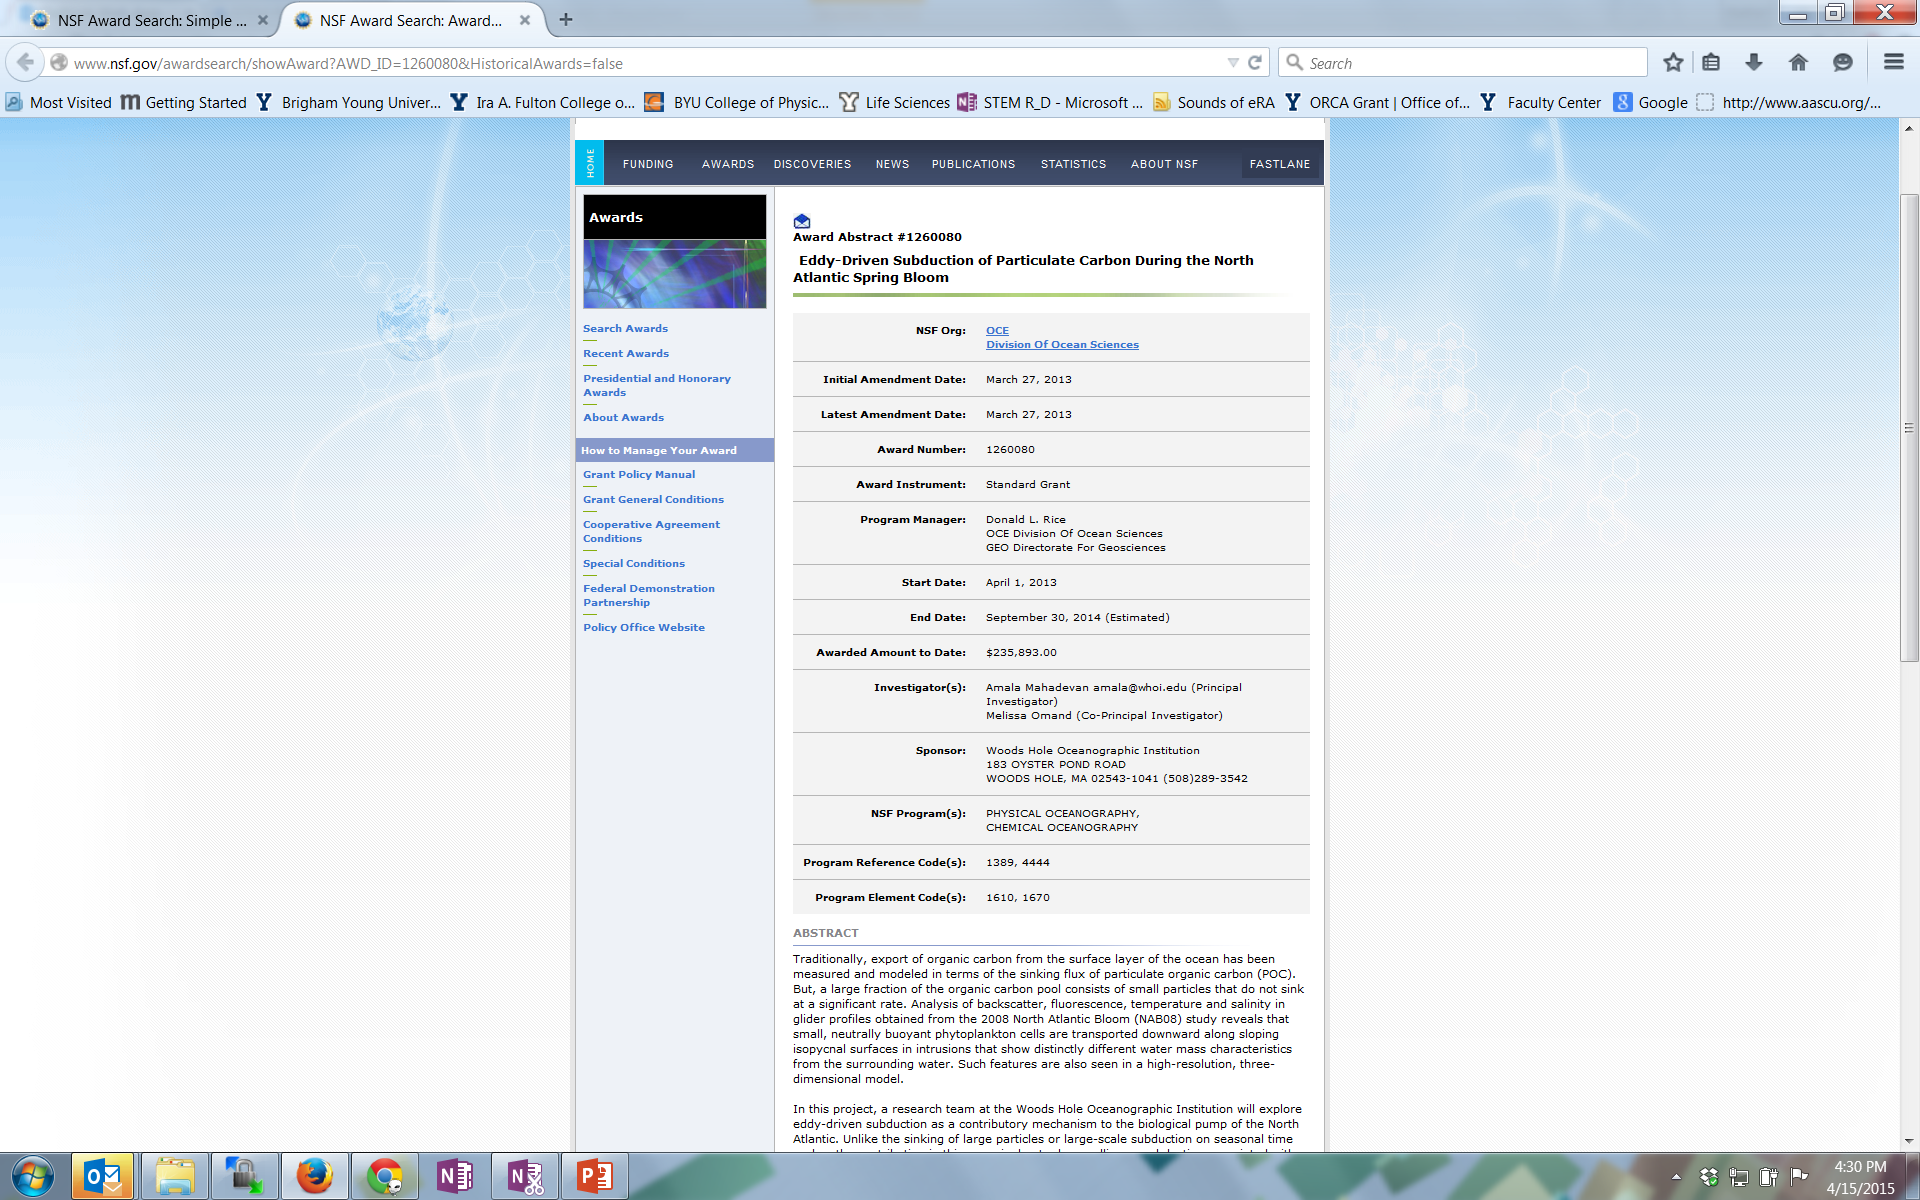 NSF Award Search: Simple ...
NSF Award Search: Award...
www.nsf.gov/awardsearch/showAward?AWD_ID=1260080&HistoricalAwards=false
Search
Most Visited
Getting Started
Brigham Young Univer...
Ira A. Fulton College o...
BYU College of Physic...
Life Sciences
STEM R_D - Microsoft ...
Sounds of eRA
ORCA Grant | Office of...
Faculty Center
Google
http://www.aascu.org/...
HOME
FUNDING
AWARDS
DISCOVERIES
NEWS
PUBLICATIONS
STATISTICS
ABOUT NSF
FASTLANE
Awards
Search Awards
Recent Awards
Presidential and Honorary
Awards
About Awards
How to Manage Your Award
Grant Policy Manual
Grant General Conditions
Cooperative Agreement
Conditions
Special Conditions
Federal Demonstration
Partnership
Policy Office Website
Award Abstract #1260080
Eddy-Driven Subduction of Particulate Carbon During the North
Atlantic Spring Bloom
NSF Org: OCE
Division Of Ocean Sciences
Initial Amendment Date: March 27, 2013
Latest Amendment Date: March 27, 2013
Award Number: 1260080
Award Instrument: Standard Grant
Program Manager: Donald L. Rice
OCE Division Of Ocean Sciences
GEO Directorate For Geosciences
Start Date: April 1, 2013
End Date: September 30, 2014 (Estimated)
Awarded Amount to Date: $235,893.00
Investigator(s): Amala Mahadevan amala@whoi.edu (Principal
Investigator)
Melissa Omand (Co-Principal Investigator)
Sponsor: Woods Hole Oceanographic Institution
183 OYSTER POND ROAD
WOODS HOLE, MA 02543-1041 (508)289-3542
NSF Program(s): PHYSICAL OCEANOGRAPHY,
CHEMICAL OCEANOGRAPHY
Program Reference Code(s): 1389, 4444
Program Element Code(s): 1610, 1670
ABSTRACT
Traditionally, export of organic carbon from the surface layer of the ocean has been
measured and modeled in terms of the sinking flux of particulate organic carbon (POC).
But, a large fraction of the organic carbon pool consists of small particles that do not sink
at a significant rate. Analysis of backscatter, fluorescence, temperature and salinity in
glider profiles obtained from the 2008 North Atlantic Bloom (NAB08) study reveals that
small, neutrally buoyant phytoplankton cells are transported downward along sloping
isopycnal surfaces in intrusions that show distinctly different water mass characteristics
from the surrounding water. Such features are also seen in a high-resolution, three-
dimensional model.
In this project, a research team at the Woods Hole Oceanographic Institution will explore
eddy-driven subduction as a contributory mechanism to the biological pump of the North
Atlantic. Unlike the sinking of large particles or large-scale subduction on seasonal time
4:30 PM
4/15/2015